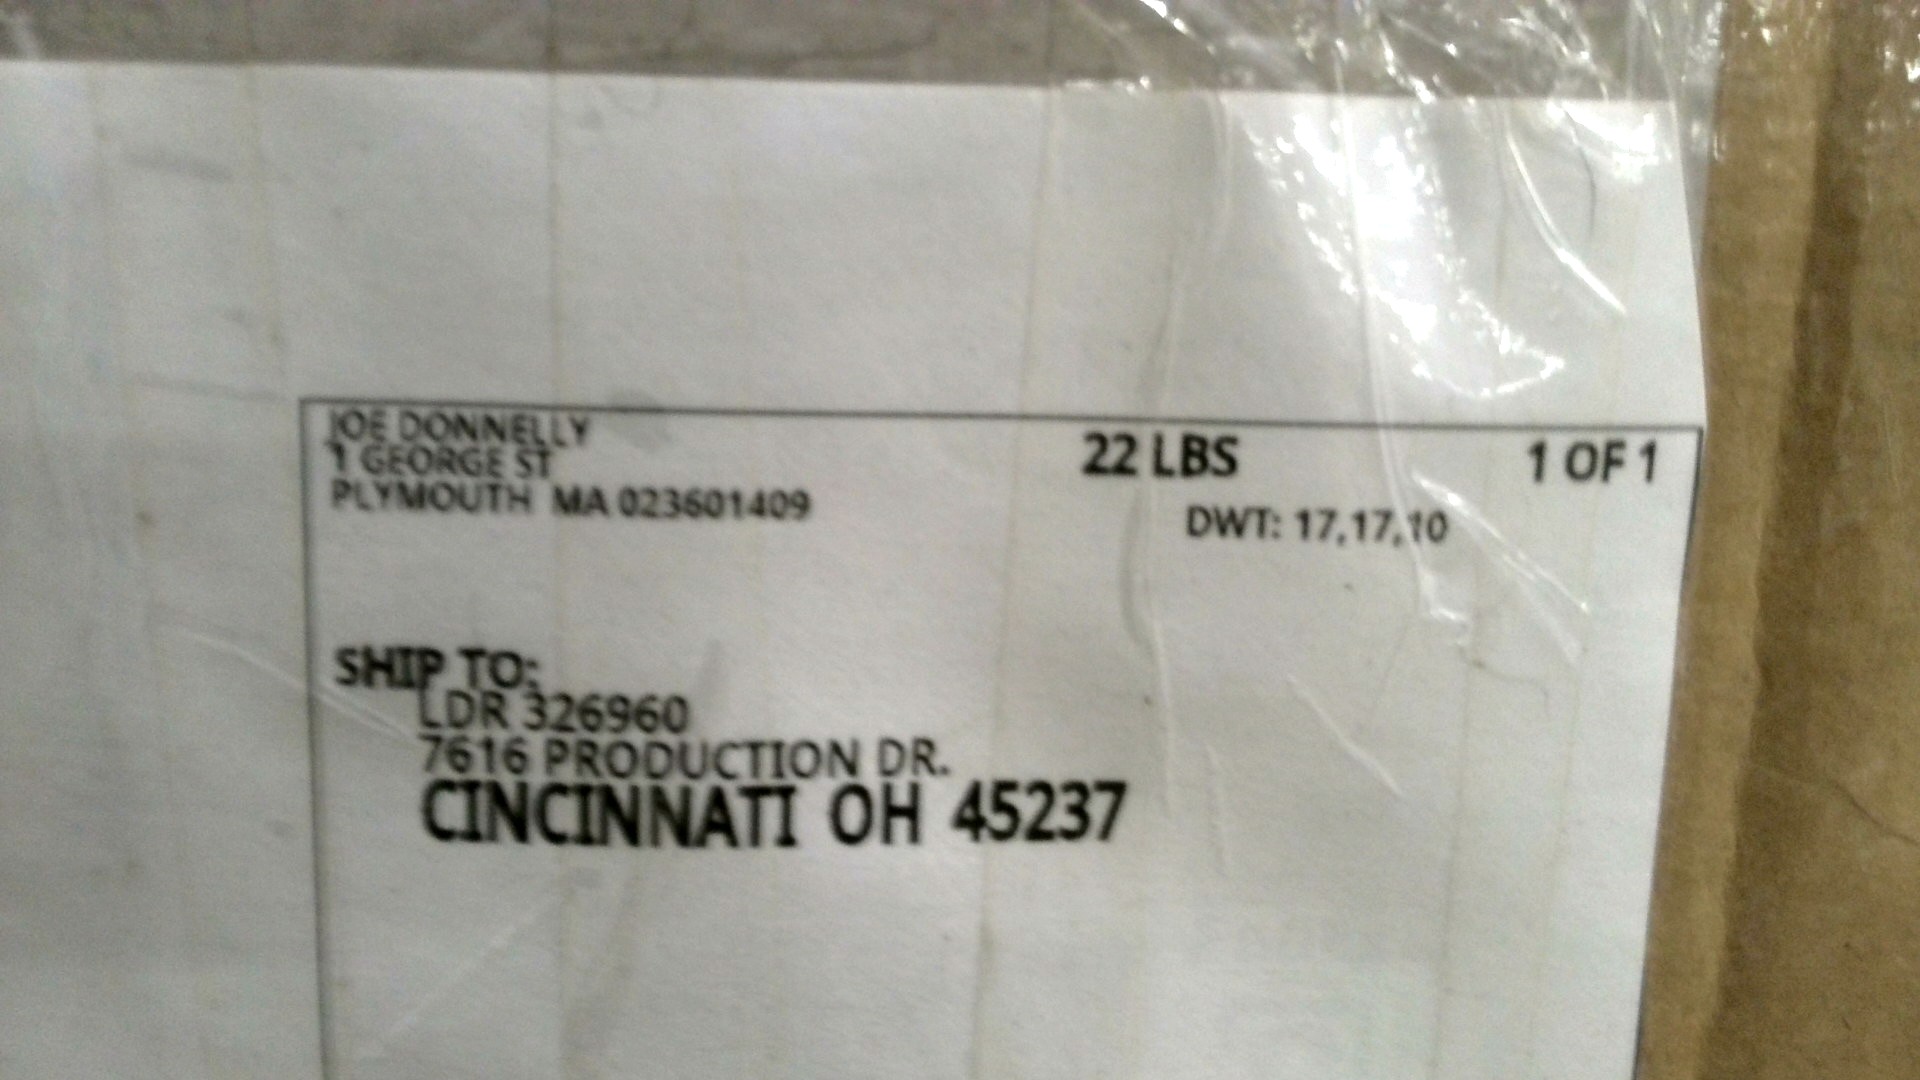 JOE DONNELLY
1 GEORGE ST
PLYMOUTH MA 023601409
22 LBS
1 OF 1
DWT: 17,17,10
SHIP TO:
LDR 326960
7616 PRODUCTION DR.
CINCINNATI OH 45237